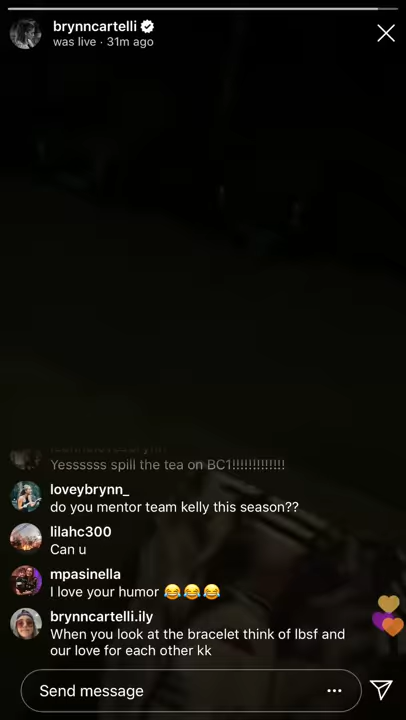 brynncartelli
was live · 31m ago
Yessssss spill the tea on BC1!!!!!!!!!!!!!
loveybrynn_
do you mentor team kelly this season??
lilahc300
Can u
mpasinella
I love your humor 😂😂😂
brynncartelli.ily
When you look at the bracelet think of lbsf and
our love for each other kk
Send message